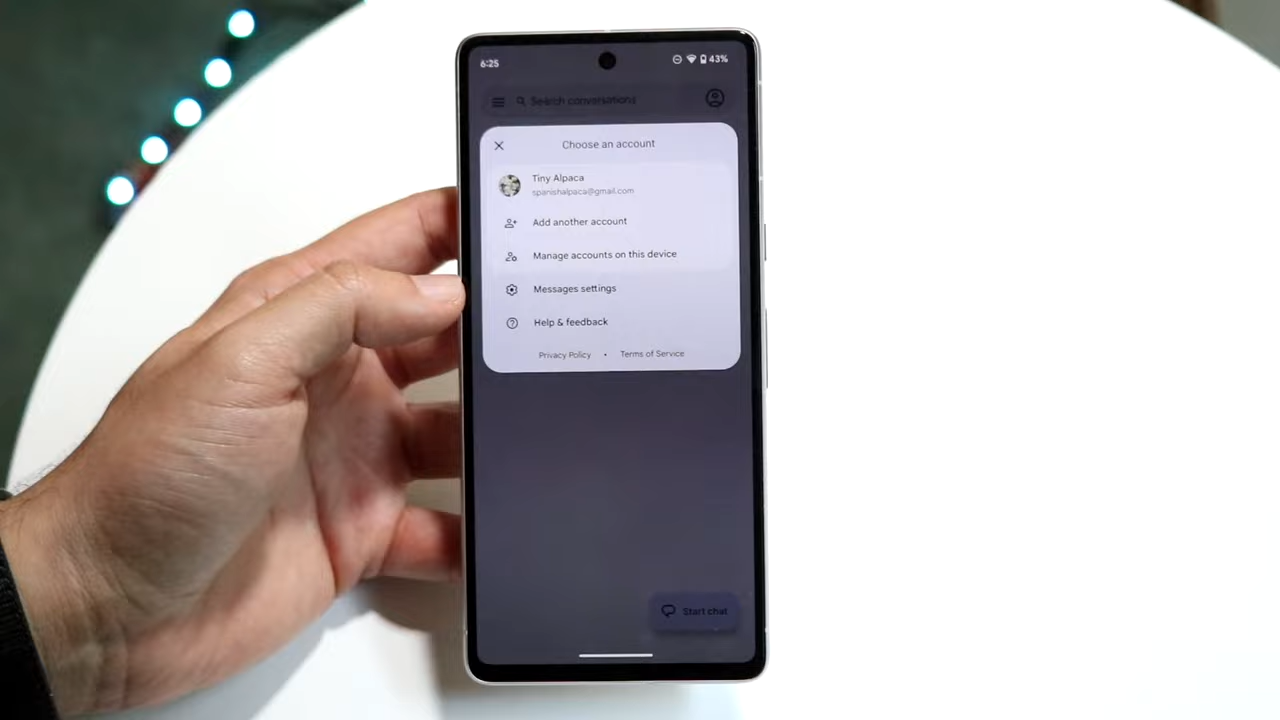 6:25
43%
Search conversations
Choose an account
Tiny Alpaca
spanishalpaca@gmail.com
Add another account
Manage accounts on this device
Messages settings
Help & feedback
Privacy Policy • Terms of Service
Start chat